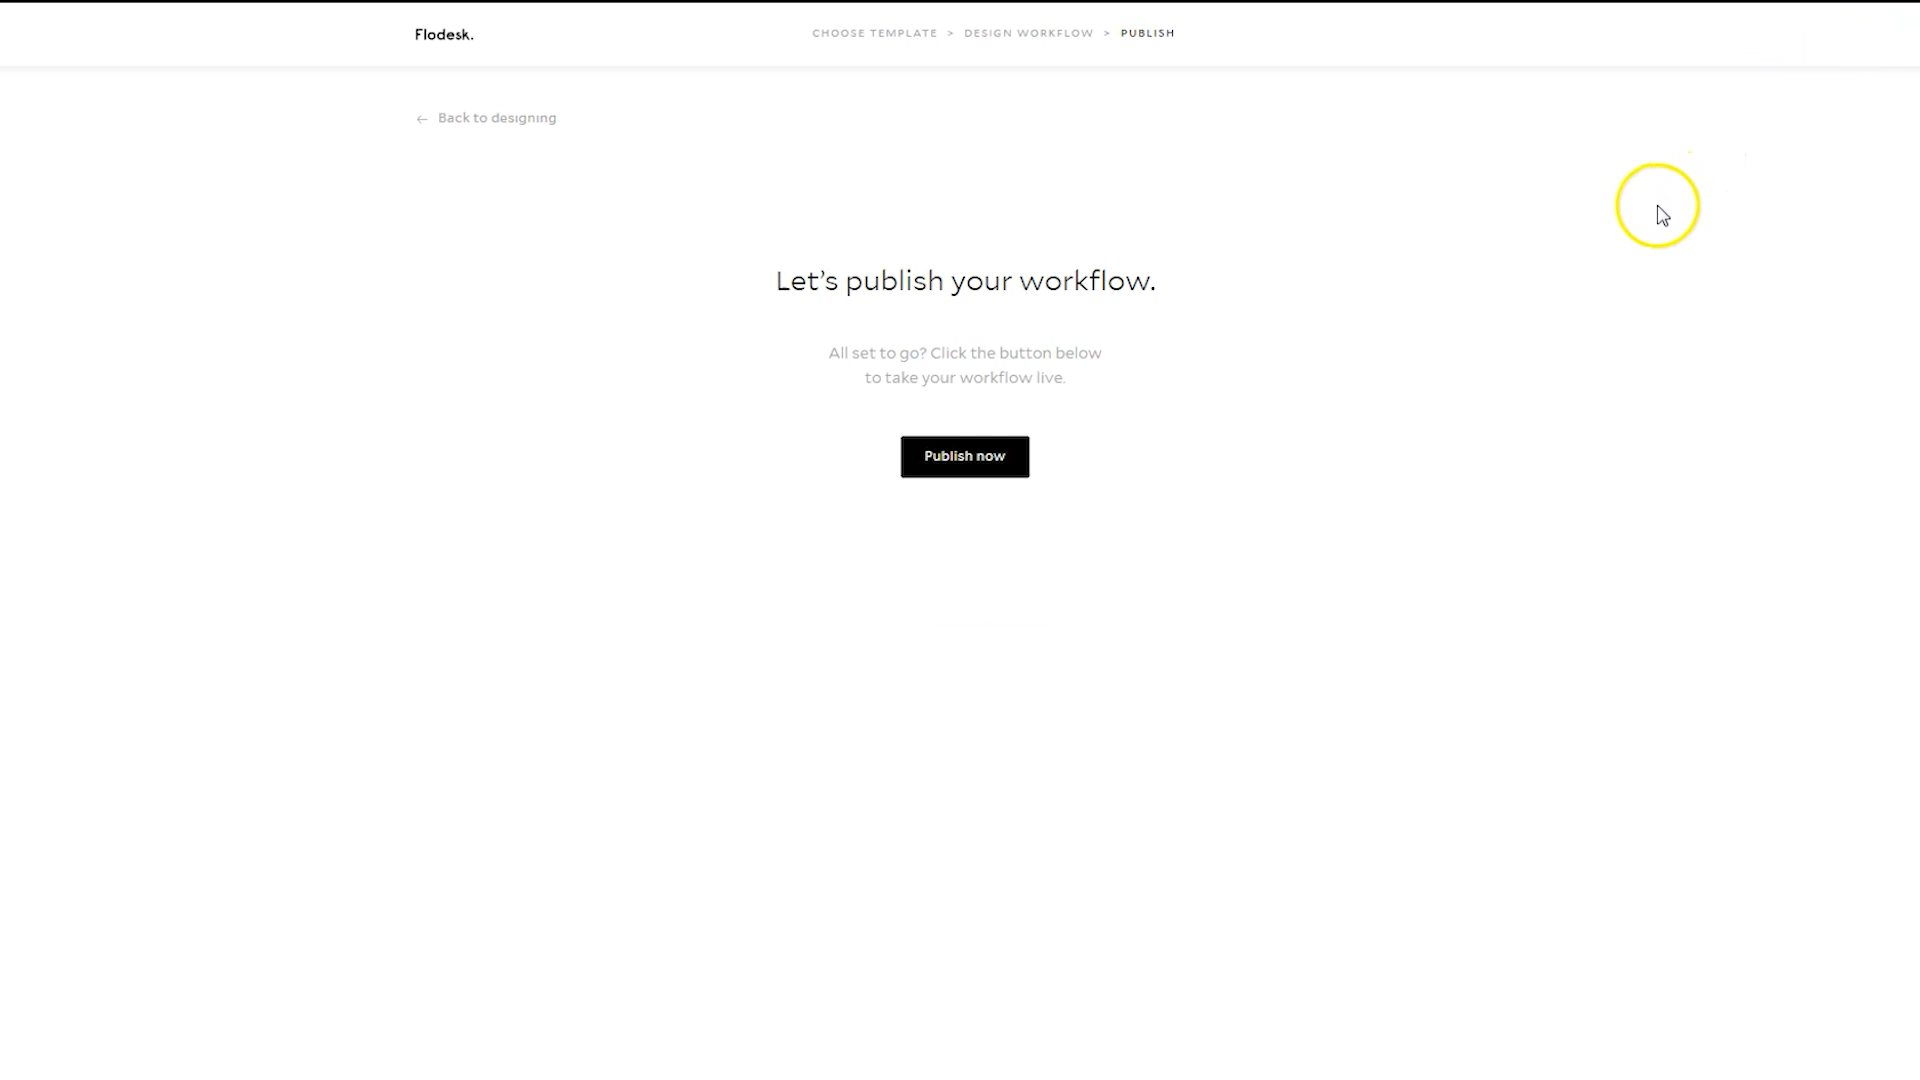 Flodesk.
CHOOSE TEMPLATE > DESIGN WORKFLOW > PUBLISH
← Back to designing
Let’s publish your workflow.
All set to go? Click the button below
to take your workflow live.
Publish now